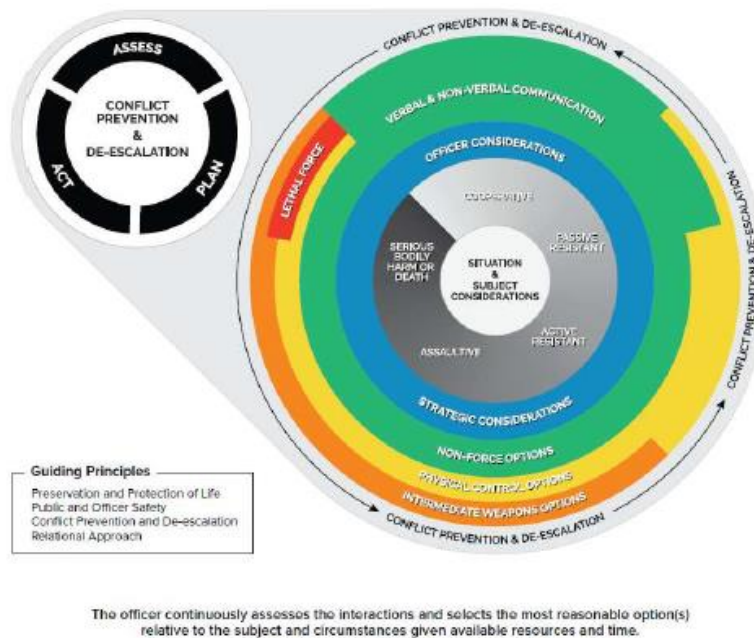 ASSESS
CONFLICT
PREVENTION
&
DE-ESCALATION
ACT
PLAN
CONFLICT PREVENTION & DE-ESCALATION
VERBAL & NON-VERBAL COMMUNICATION
OFFICER CONSIDERATIONS
LETHAL FORCE
COOPERATIVE
PASSIVE
RESISTANT
SERIOUS
BODILY
HARM OR
DEATH
SITUATION
&
SUBJECT
CONSIDERATIONS
CONFLICT PREVENTION & DE-ESCALATION
ASSAULTIVE
ACTIVE
RESISTANT
STRATEGIC CONSIDERATIONS
NON-FORCE OPTIONS
PHYSICAL CONTROL OPTIONS
INTERMEDIATE WEAPONS OPTIONS
CONFLICT PREVENTION & DE-ESCALATION
Guiding Principles
Preservation and Protection of Life
Public and Officer Safety
Conflict Prevention and De-escalation
Relational Approach
The officer continuously assesses the interactions and selects the most reasonable option(s)
relative to the subject and circumstances given available resources and time.